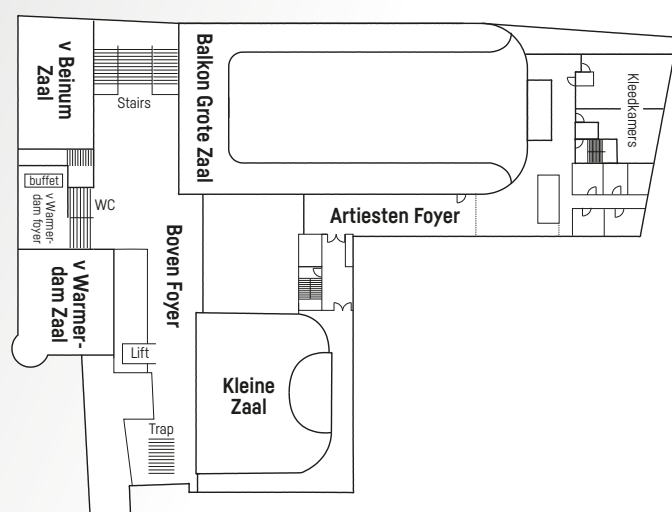 v Beinum
Zaal
Stairs
Balkon Grote Zaal
Kleedkamers
buffet
v Warmer-
dam foyer
WC
Artiesten Foyer
Boven Foyer
v Warmer-
dam Zaal
Lift
Kleine
Zaal
Trap